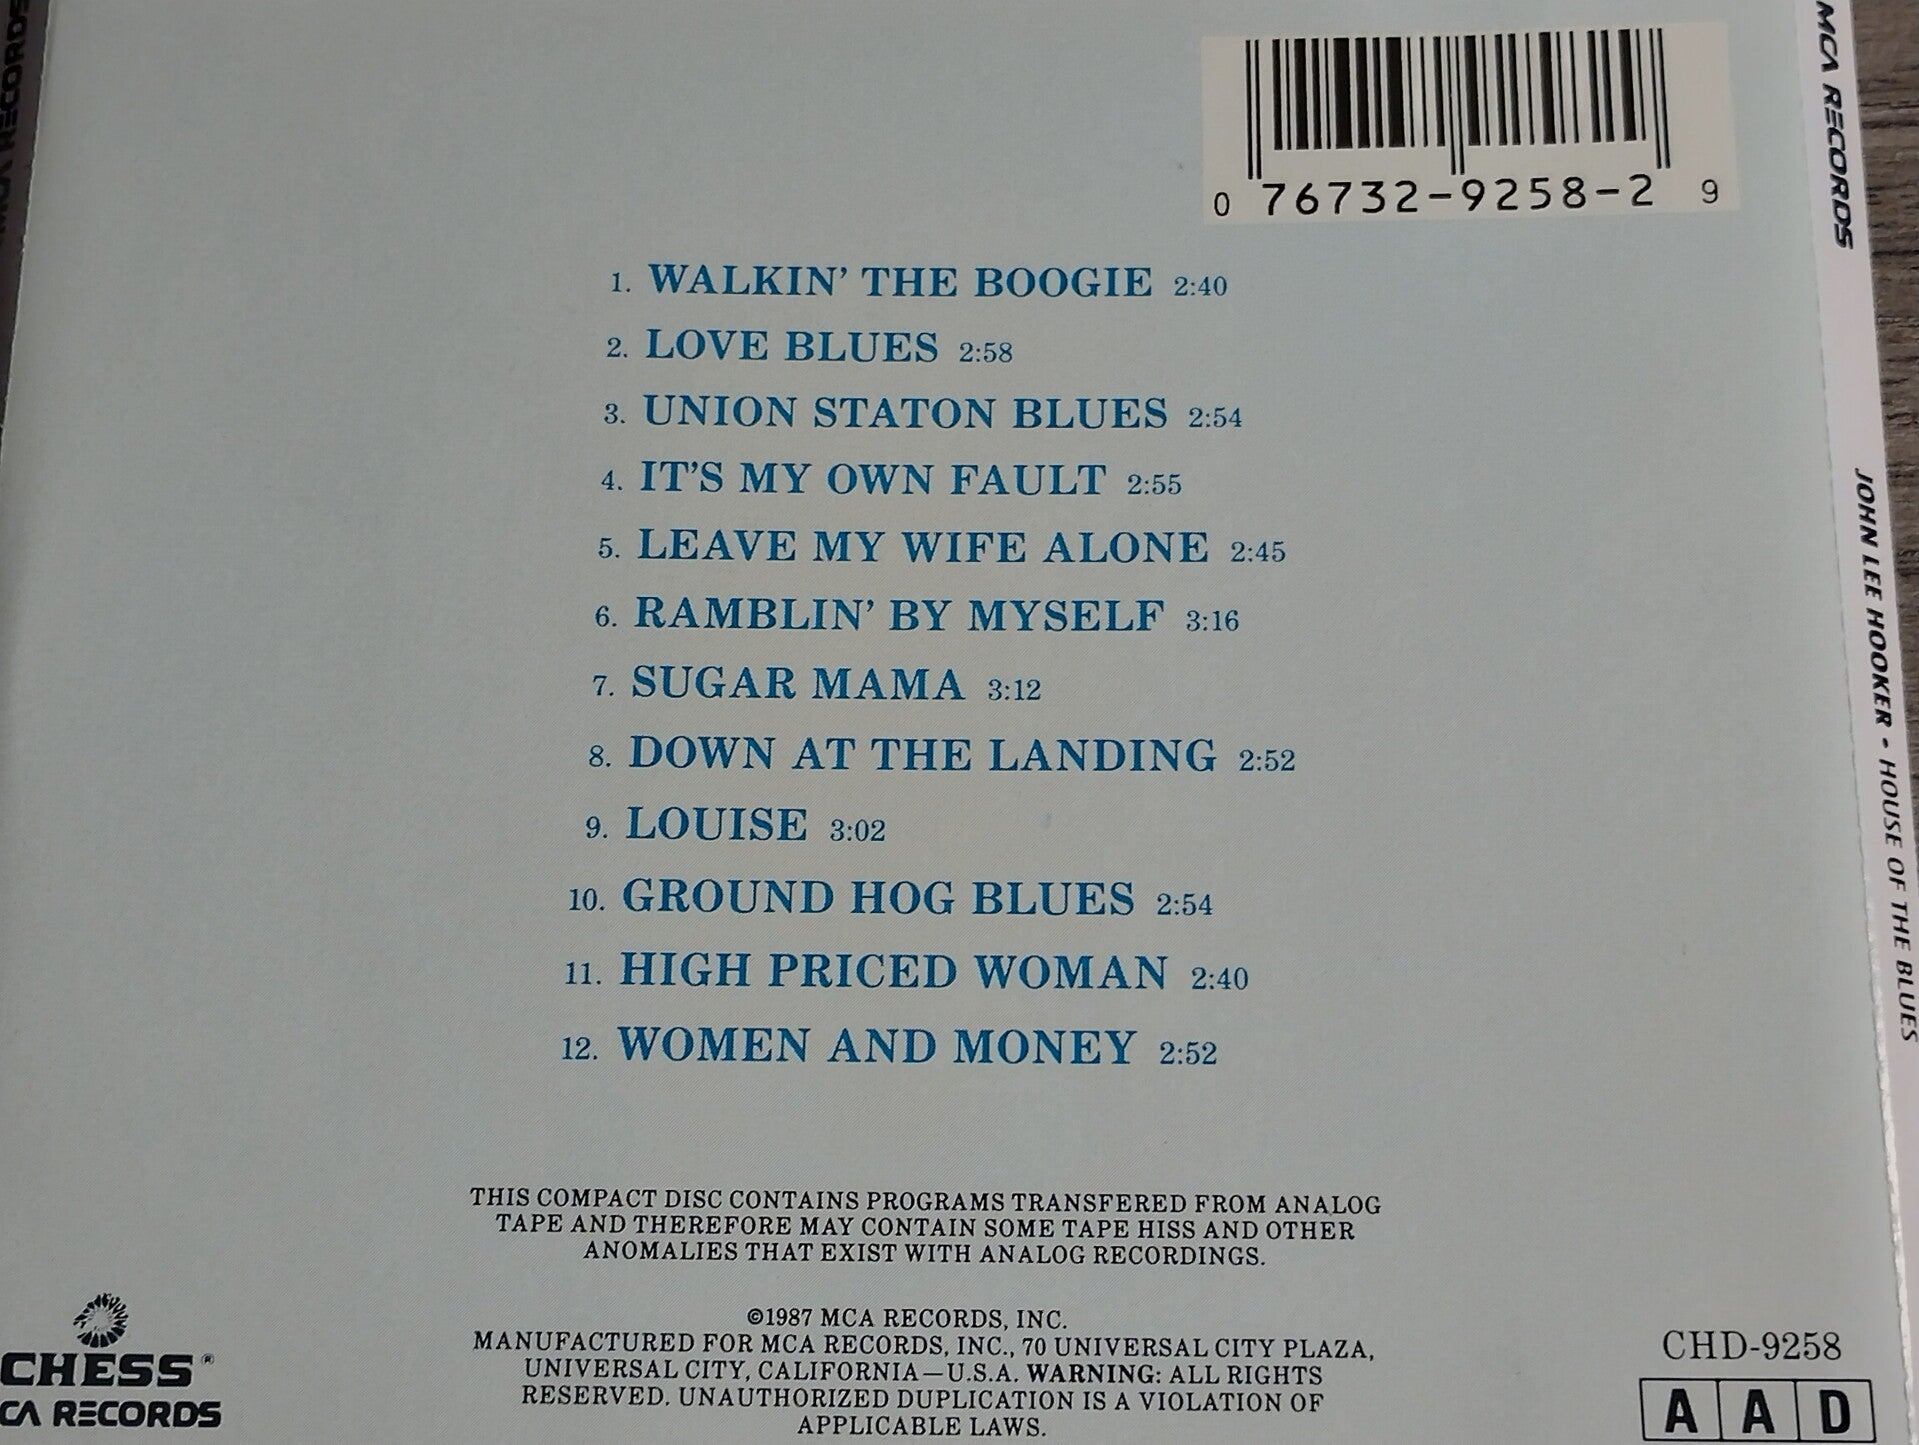 0 76732-9258-2 9
1. WALKIN' THE BOOGIE 2:40
2. LOVE BLUES 2:58
3. UNION STATON BLUES 2:54
4. IT'S MY OWN FAULT 2:55
5. LEAVE MY WIFE ALONE 2:45
6. RAMBLIN' BY MYSELF 3:16
7. SUGAR MAMA 3:12
8. DOWN AT THE LANDING 2:52
9. LOUISE 3:02
10. GROUND HOG BLUES 2:54
11. HIGH PRICED WOMAN 2:40
12. WOMEN AND MONEY 2:52
THIS COMPACT DISC CONTAINS PROGRAMS TRANSFERED FROM ANALOG
TAPE AND THEREFORE MAY CONTAIN SOME TAPE HISS AND OTHER
ANOMALIES THAT EXIST WITH ANALOG RECORDINGS.
©1987 MCA RECORDS, INC.
MANUFACTURED FOR MCA RECORDS, INC., 70 UNIVERSAL CITY PLAZA,
UNIVERSAL CITY, CALIFORNIA—U.S.A. WARNING: ALL RIGHTS
RESERVED. UNAUTHORIZED DUPLICATION IS A VIOLATION OF
APPLICABLE LAWS.
CHESS®
CA RECORDS
CHD-9258
A A D
MCA RECORDS
JOHN LEE HOOKER - HOUSE OF THE BLUES
MCA RECORDS